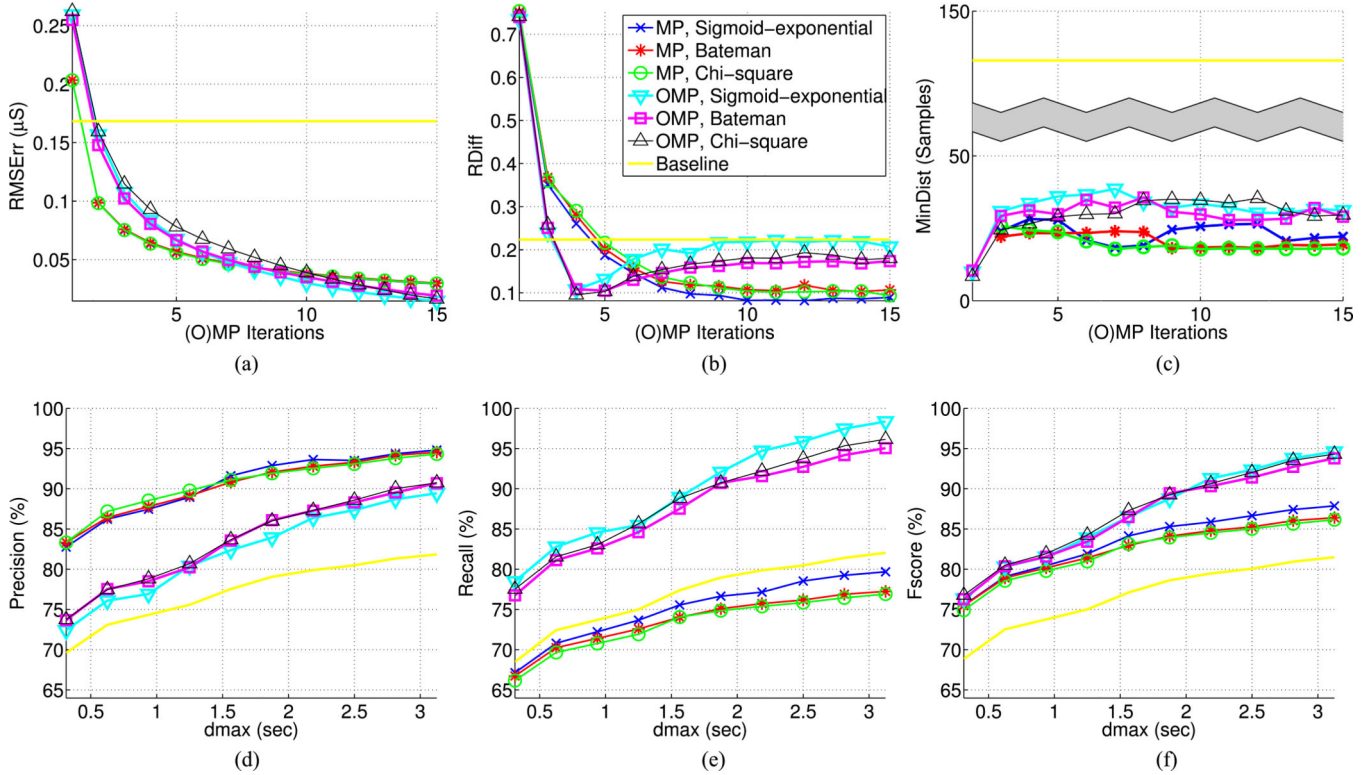 0.25
0.2
0.15
0.1
0.05
RMSErr (µS)
5
10
15
(O)MP Iterations
(a)
0.7
0.6
0.5
0.4
0.3
0.2
0.1
RDiff
MP, Sigmoid-exponential
MP, Bateman
MP, Chi-square
OMP, Sigmoid-exponential
OMP, Bateman
OMP, Chi-square
Baseline
5
10
15
(O)MP Iterations
(b)
150
50
0
MinDist (Samples)
5
10
15
(O)MP Iterations
(c)
100
95
90
85
80
75
70
65
Precision (%)
0.5
1
1.5
2
2.5
3
dmax (sec)
(d)
100
95
90
85
80
75
70
65
Recall (%)
0.5
1
1.5
2
2.5
3
dmax (sec)
(e)
100
95
90
85
80
75
70
65
Fscore (%)
0.5
1
1.5
2
2.5
3
dmax (sec)
(f)